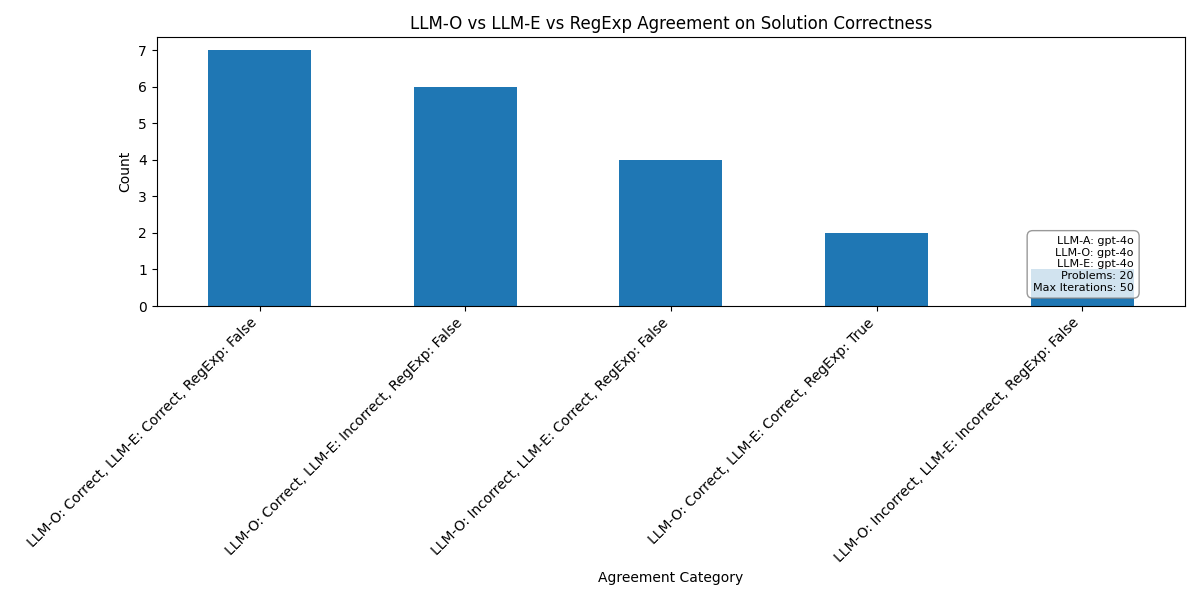 LLM-O vs LLM-E vs RegExp Agreement on Solution Correctness
Count
7
6
5
4
3
2
1
0
LLM-A: gpt-4o
LLM-O: gpt-4o
LLM-E: gpt-4o
Problems: 20
Max Iterations: 50
LLM-O: Correct, LLM-E: Correct, RegExp: False
LLM-O: Correct, LLM-E: Incorrect, RegExp: False
LLM-O: Incorrect, LLM-E: Correct, RegExp: False
LLM-O: Correct, LLM-E: Correct, RegExp: True
LLM-O: Incorrect, LLM-E: Incorrect, RegExp: False
Agreement Category